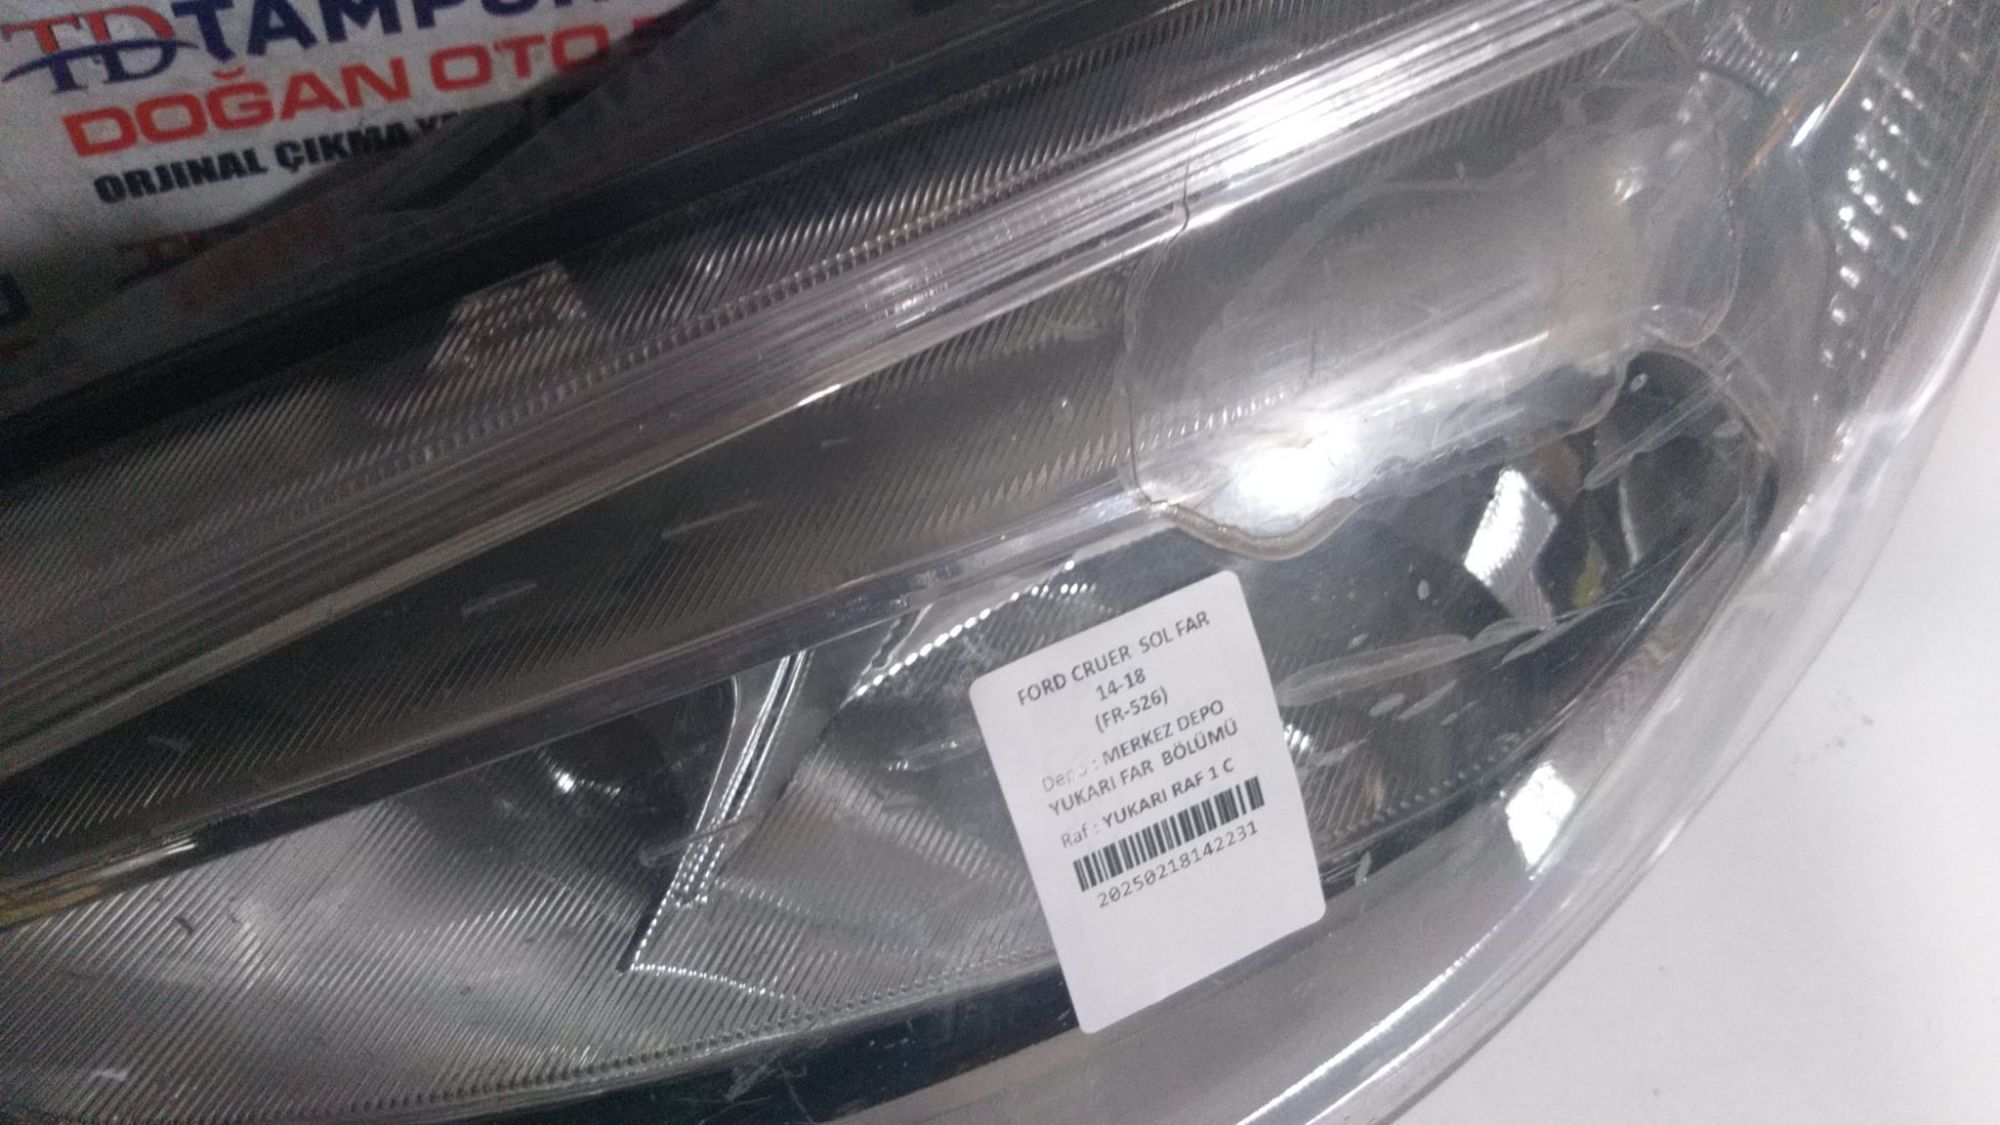 TD TAMPON
DOĞAN OTO
ORJINAL ÇIKMA
FORD CRUER SOL FAR
14-18
(FR-526)
Depo : MERKEZ DEPO
YUKARI FAR BÖLÜMÜ
Raf : YUKARI RAF 1 C
20250218142231